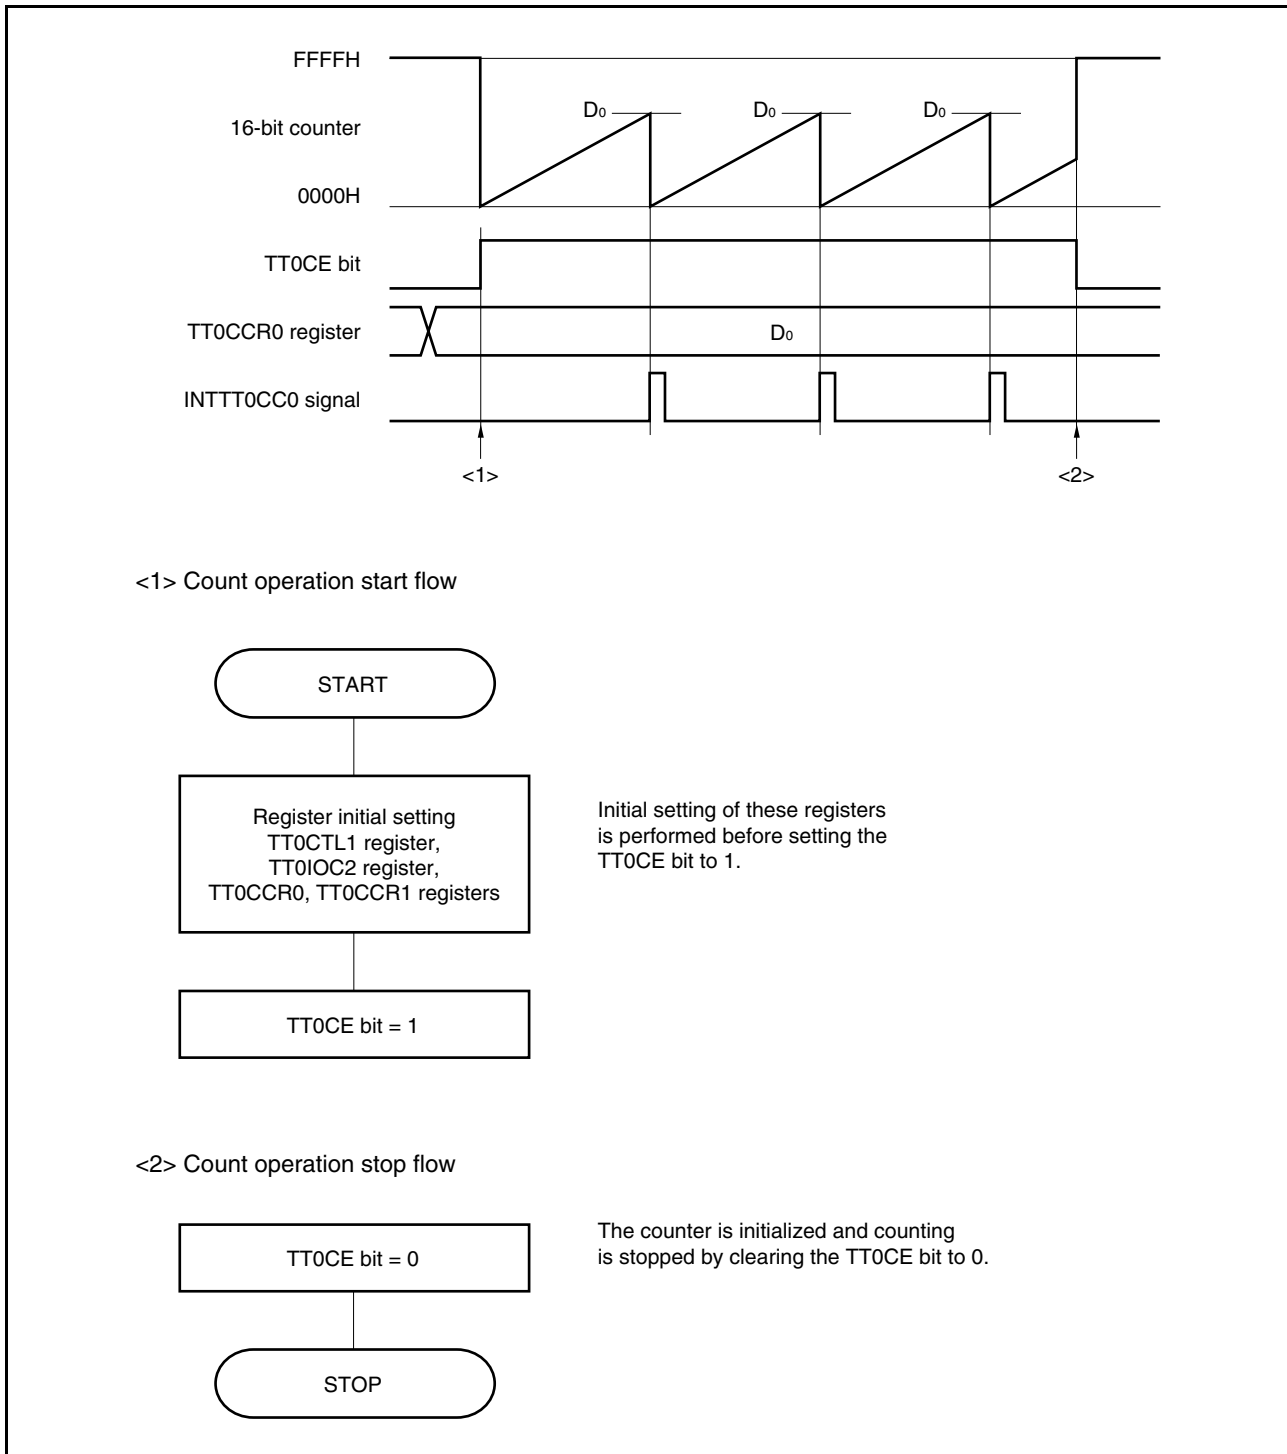 FFFFH
D0 D0 D0
16-bit counter
0000H
TT0CE bit
TT0CCR0 register D0
INTTT0CC0 signal
<1> <2>
<1> Count operation start flow
START
Register initial setting
TT0CTL1 register,
TT0IOC2 register,
TT0CCR0, TT0CCR1 registers
Initial setting of these registers
is performed before setting the
TT0CE bit to 1.
TT0CE bit = 1
<2> Count operation stop flow
TT0CE bit = 0
The counter is initialized and counting
is stopped by clearing the TT0CE bit to 0.
STOP